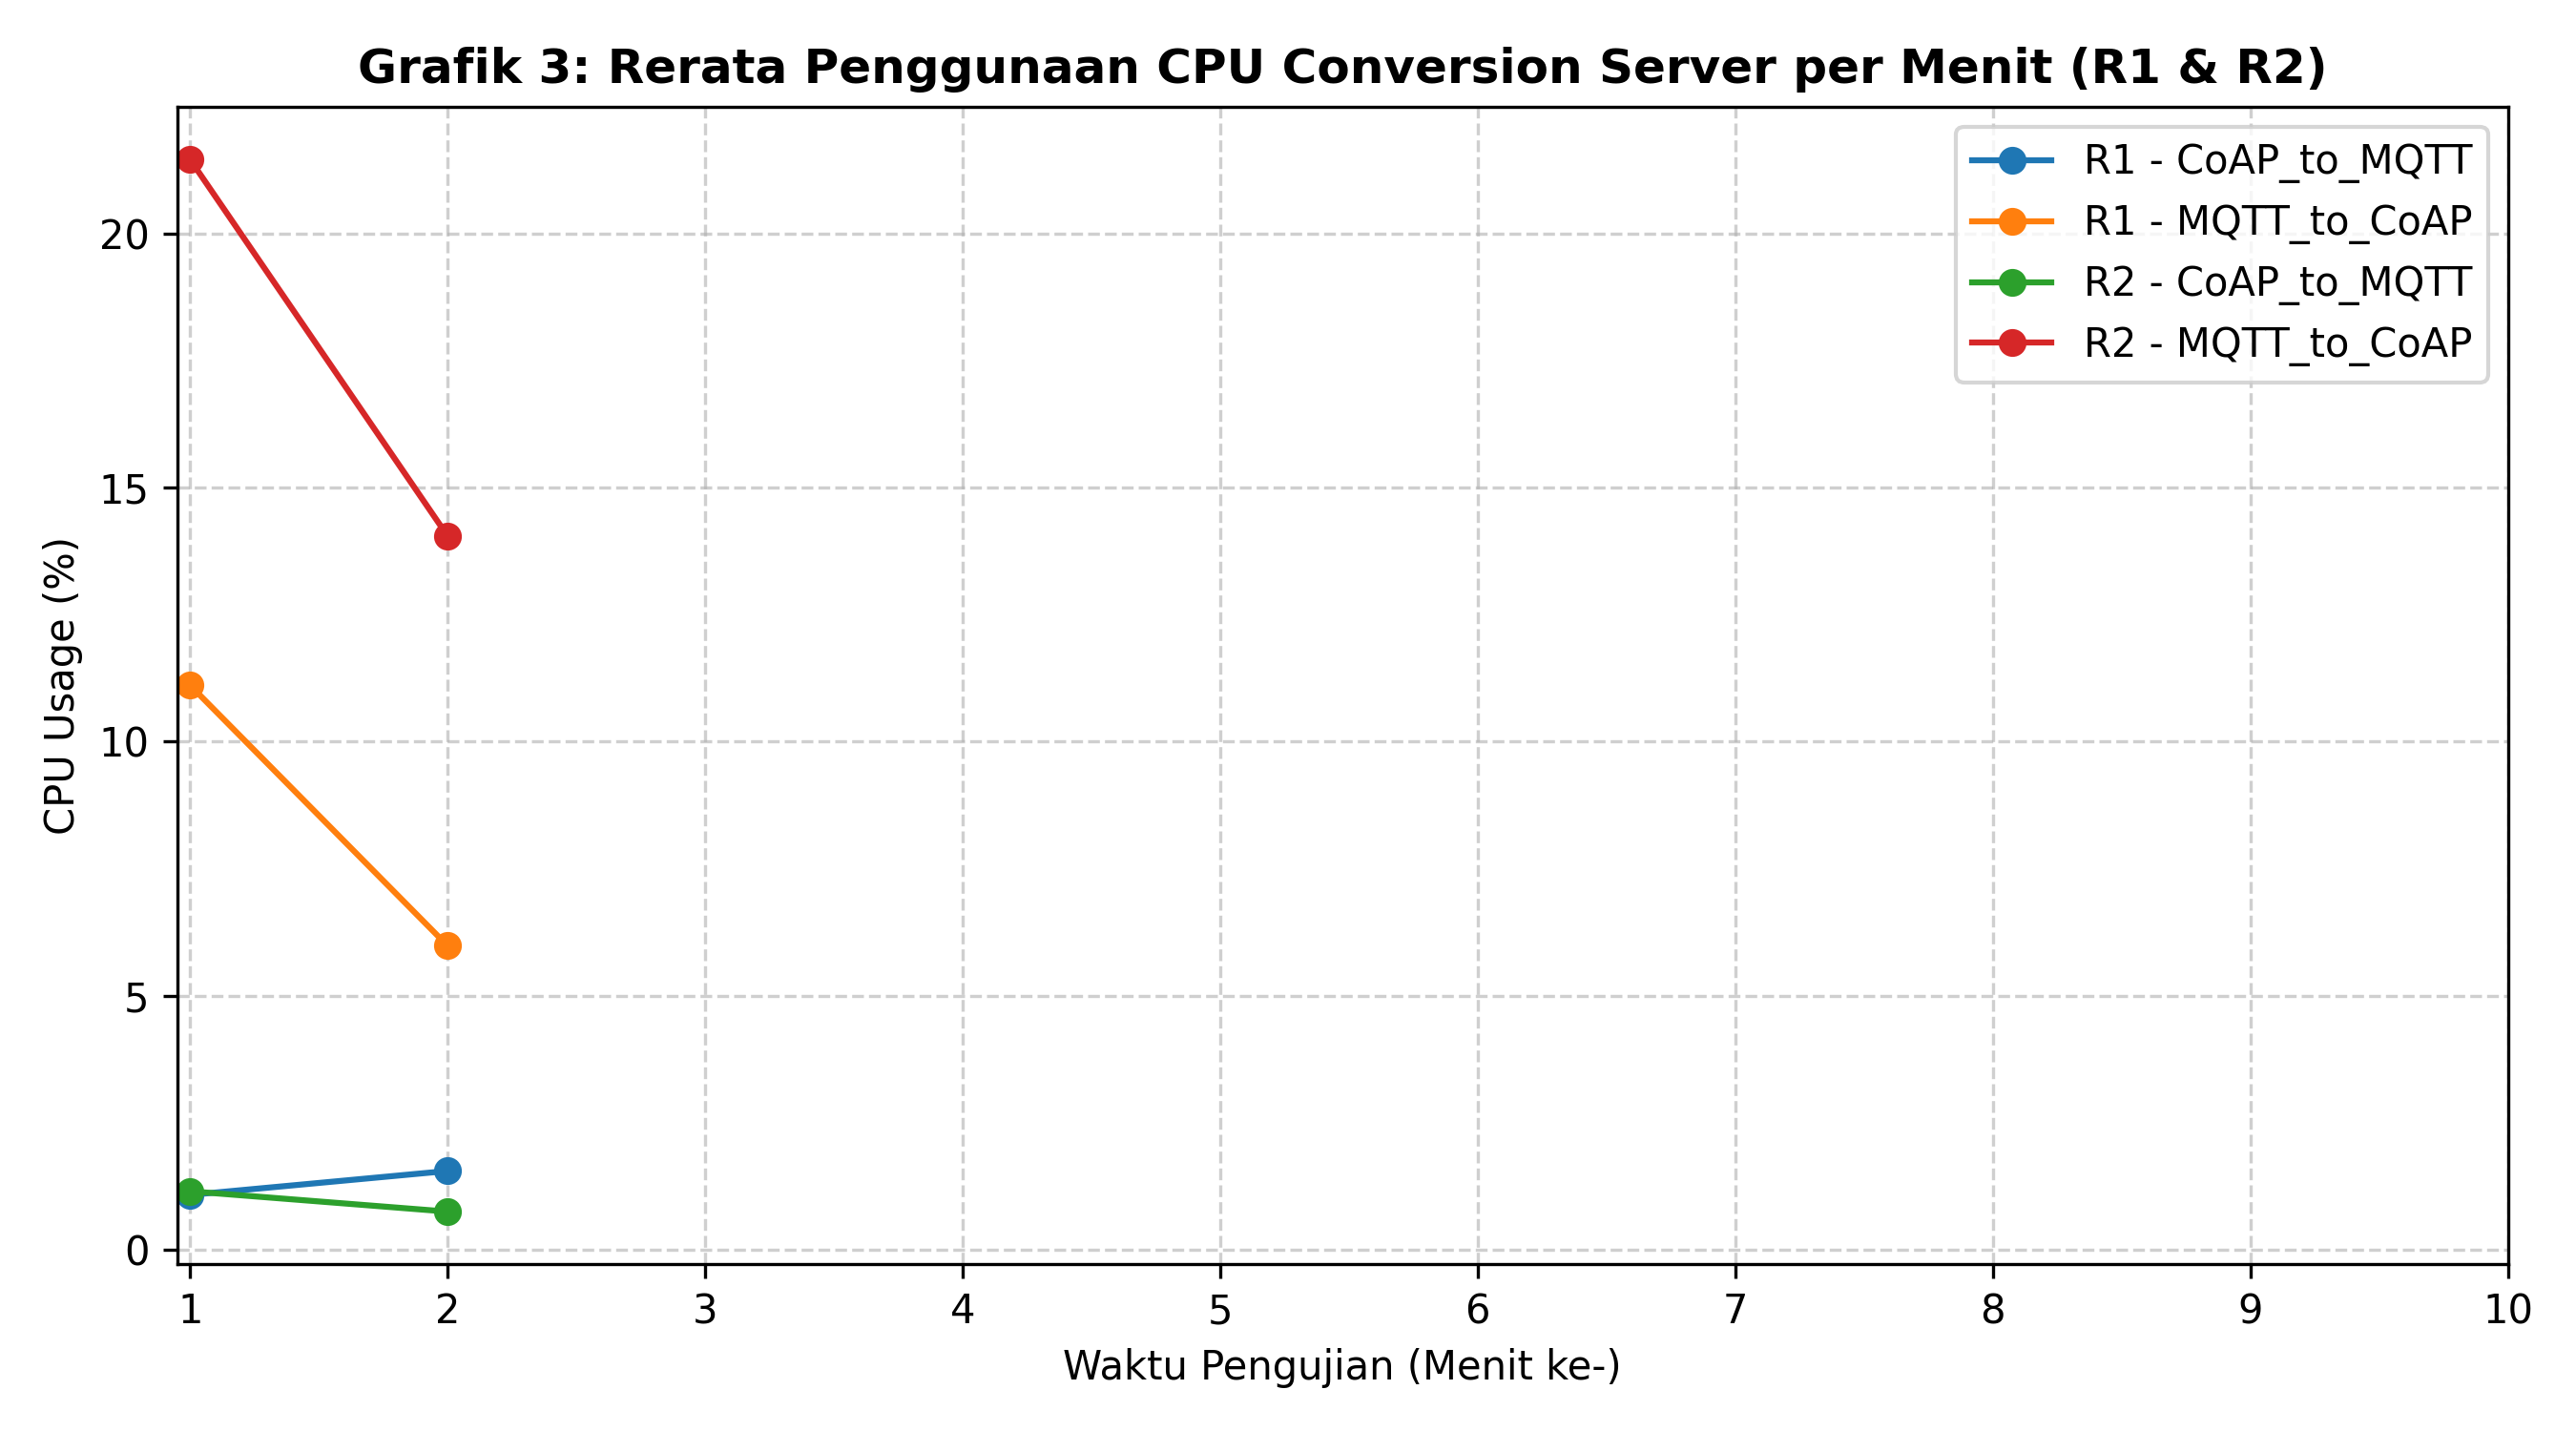 Grafik 3: Rerata Penggunaan CPU Conversion Server per Menit (R1 & R2)
R1 - CoAP_to_MQTT
R1 - MQTT_to_CoAP
R2 - CoAP_to_MQTT
R2 - MQTT_to_CoAP
CPU Usage (%)
20
15
10
5
0
1 2 3 4 5 6 7 8 9 10
Waktu Pengujian (Menit ke-)